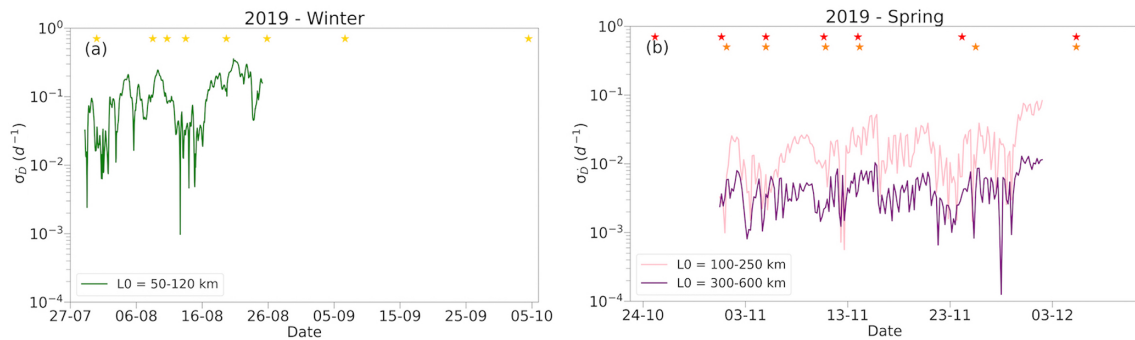 2019 - Winter
(a)
σ_Ḋ (d⁻¹)
10⁰
10⁻¹
10⁻²
10⁻³
10⁻⁴
L0 = 50-120 km
27-07 06-08 16-08 26-08 05-09 15-09 25-09 05-10
Date
2019 - Spring
(b)
σ_Ḋ (d⁻¹)
10⁰
10⁻¹
10⁻²
10⁻³
10⁻⁴
L0 = 100-250 km
L0 = 300-600 km
24-10 03-11 13-11 23-11 03-12
Date